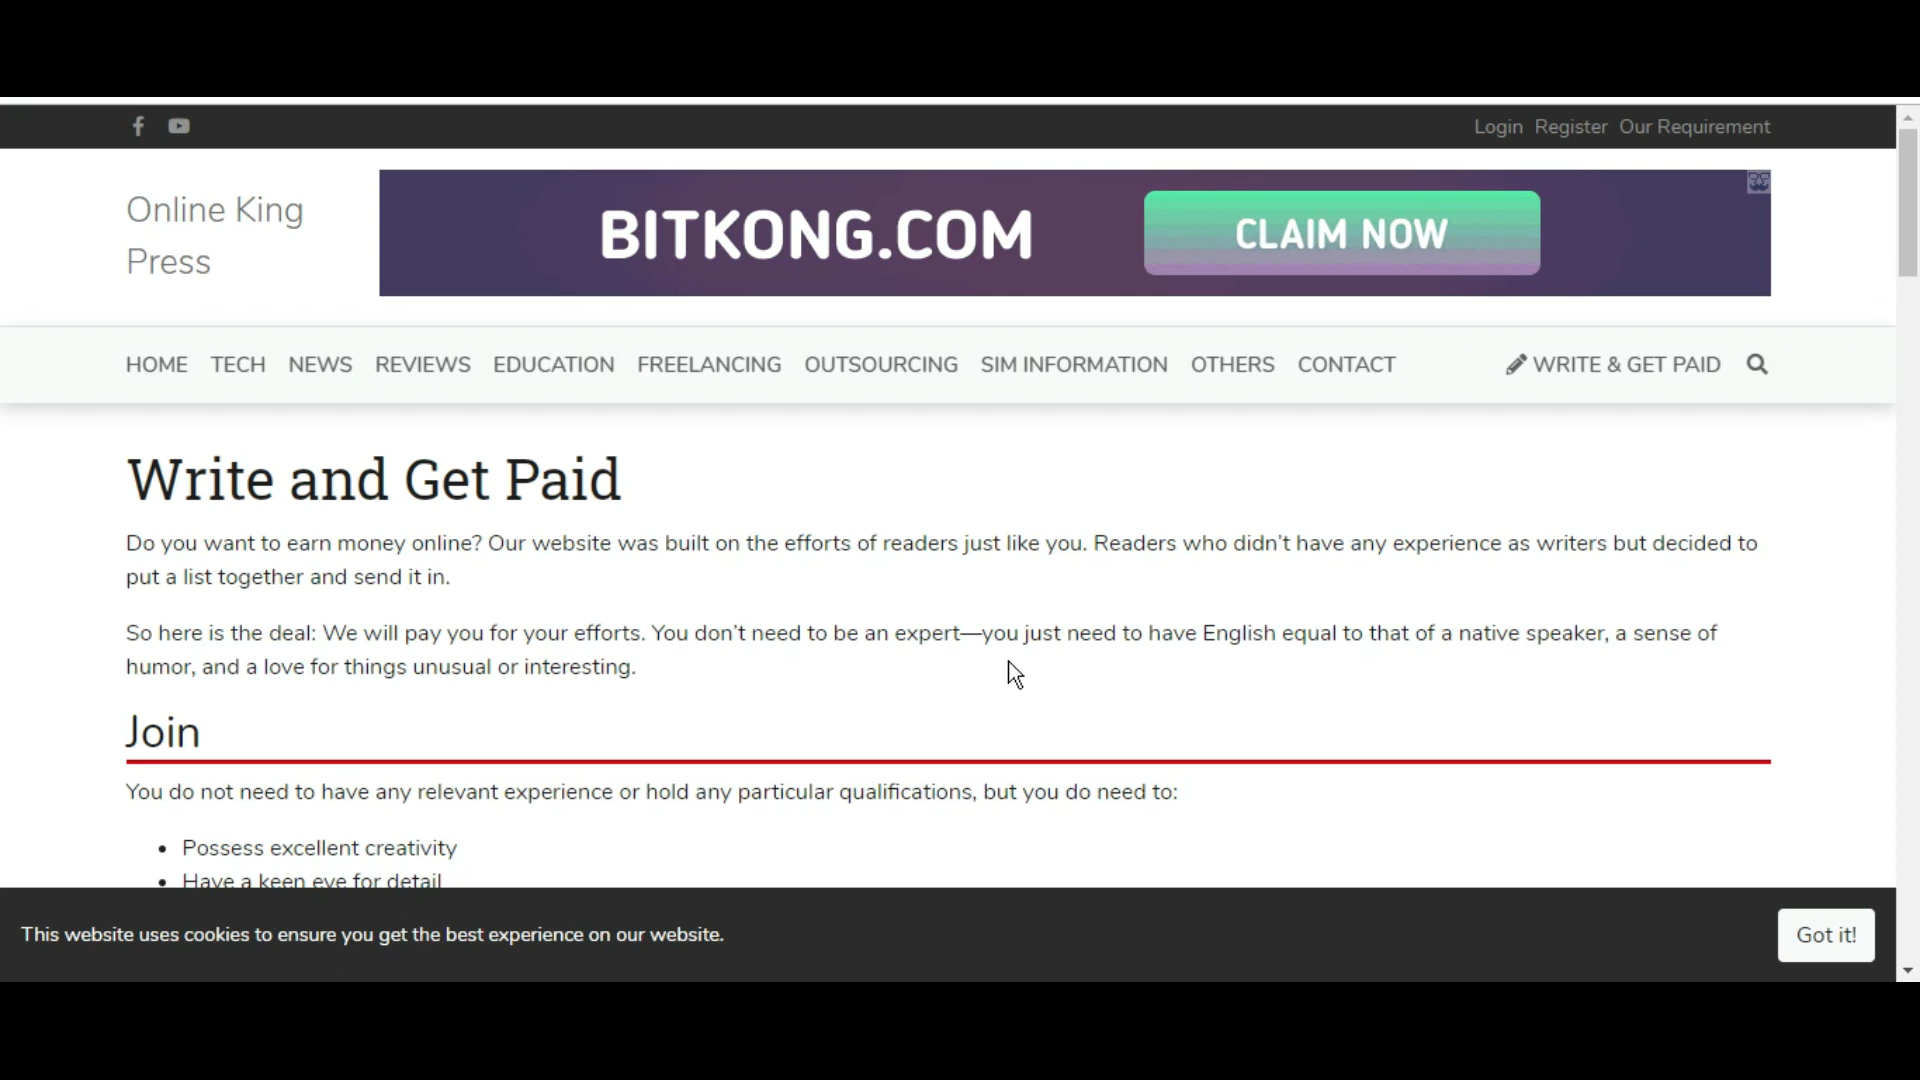 Login Register Our Requirement
Online King
Press
BITKONG.COM
CLAIM NOW
HOME TECH NEWS REVIEWS EDUCATION FREELANCING OUTSOURCING SIM INFORMATION OTHERS CONTACT WRITE & GET PAID
Write and Get Paid
Do you want to earn money online? Our website was built on the efforts of readers just like you. Readers who didn't have any experience as writers but decided to
put a list together and send it in.
So here is the deal: We will pay you for your efforts. You don't need to be an expert—you just need to have English equal to that of a native speaker, a sense of
humor, and a love for things unusual or interesting.
Join
You do not need to have any relevant experience or hold any particular qualifications, but you do need to:
• Possess excellent creativity
• Have a keen eye for detail
This website uses cookies to ensure you get the best experience on our website.
Got it!